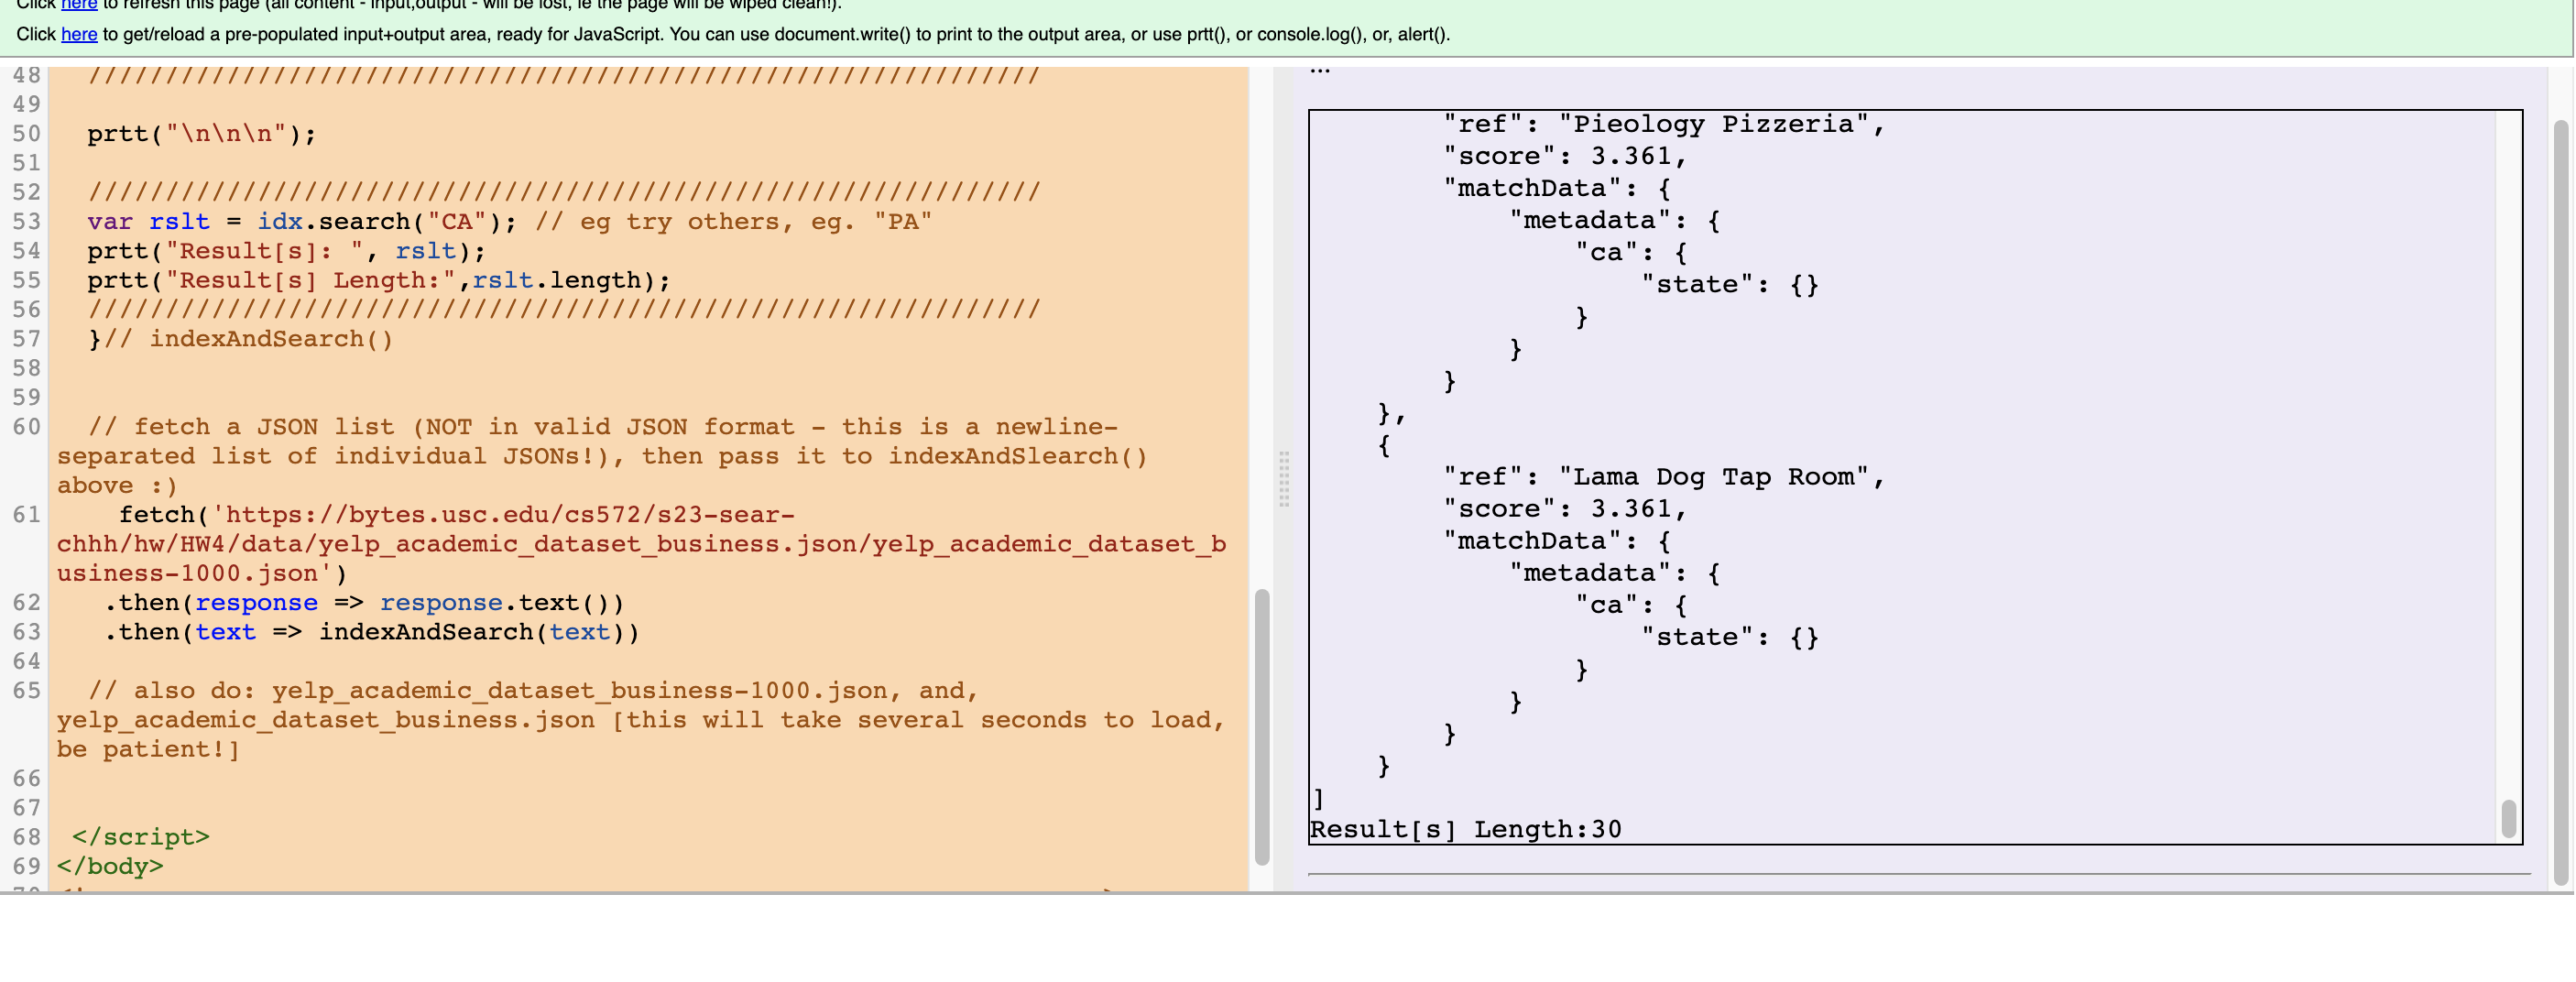 Click here to refresh this page (all content - input,output - will be lost, ie the page will be wiped clean!).
Click here to get/reload a pre-populated input+output area, ready for JavaScript. You can use document.write() to print to the output area, or use prtt(), or console.log(), or, alert().
48 //////////////////////////////////////////////////////////////
49
50 prtt("\n\n\n");
51
52 //////////////////////////////////////////////////////////////
53 var rslt = idx.search("CA"); // eg try others, eg. "PA"
54 prtt("Result[s]: ", rslt);
55 prtt("Result[s] Length:",rslt.length);
56 //////////////////////////////////////////////////////////////
57 }// indexAndSearch()
58
59
60 // fetch a JSON list (NOT in valid JSON format - this is a newline-
separated list of individual JSONs!), then pass it to indexAndSlearch()
above :)
61 fetch('https://bytes.usc.edu/cs572/s23-sear-
chhh/hw/HW4/data/yelp_academic_dataset_business.json/yelp_academic_dataset_b
usiness-1000.json')
62 .then(response => response.text())
63 .then(text => indexAndSearch(text))
64
65 // also do: yelp_academic_dataset_business-1000.json, and,
yelp_academic_dataset_business.json [this will take several seconds to load,
be patient!]
66
67
68 </script>
69 </body>
...
"ref": "Pieology Pizzeria",
"score": 3.361,
"matchData": {
"metadata": {
"ca": {
"state": {}
}
}
}
},
{
"ref": "Lama Dog Tap Room",
"score": 3.361,
"matchData": {
"metadata": {
"ca": {
"state": {}
}
}
}
}
]
Result[s] Length:30